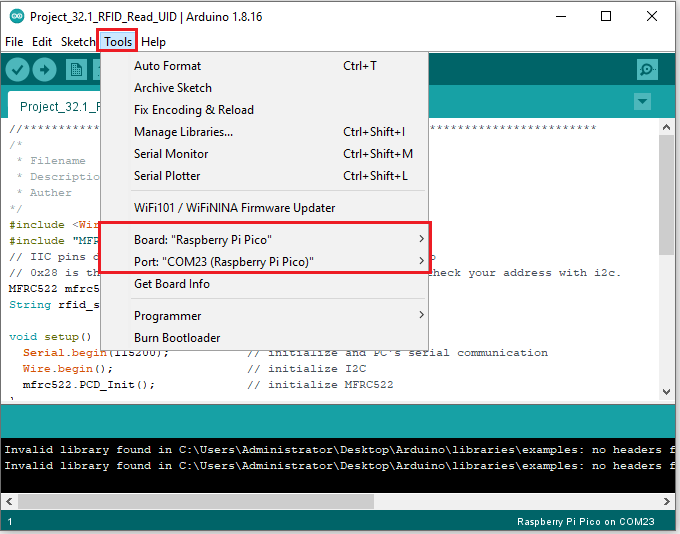 Project_32.1_RFID_Read_UID | Arduino 1.8.16
File Edit Sketch Tools Help
Auto Format Ctrl+T
Archive Sketch
Fix Encoding & Reload
Manage Libraries... Ctrl+Shift+I
Serial Monitor Ctrl+Shift+M
Serial Plotter Ctrl+Shift+L
WiFi101 / WiFiNINA Firmware Updater
Board: "Raspberry Pi Pico"
Port: "COM23 (Raspberry Pi Pico)"
Get Board Info
Programmer
Burn Bootloader
Project_32.1_R
//**********
/*
* Filename
* Descriptio
* Auther
*/
#include <Wir
#include "MFR
// IIC pins o
// 0x28 is th heck your address with i2c.
MFRC522 mfrc5
String rfid_s
void setup()
Serial.begin(115200); // initialize and PC's serial communication
Wire.begin(); // initialize I2C
mfrc522.PCD_Init(); // initialize MFRC522
Invalid library found in C:\Users\Administrator\Desktop\Arduino\libraries\examples: no headers f
Invalid library found in C:\Users\Administrator\Desktop\Arduino\libraries\examples: no headers f
1 Raspberry Pi Pico on COM23